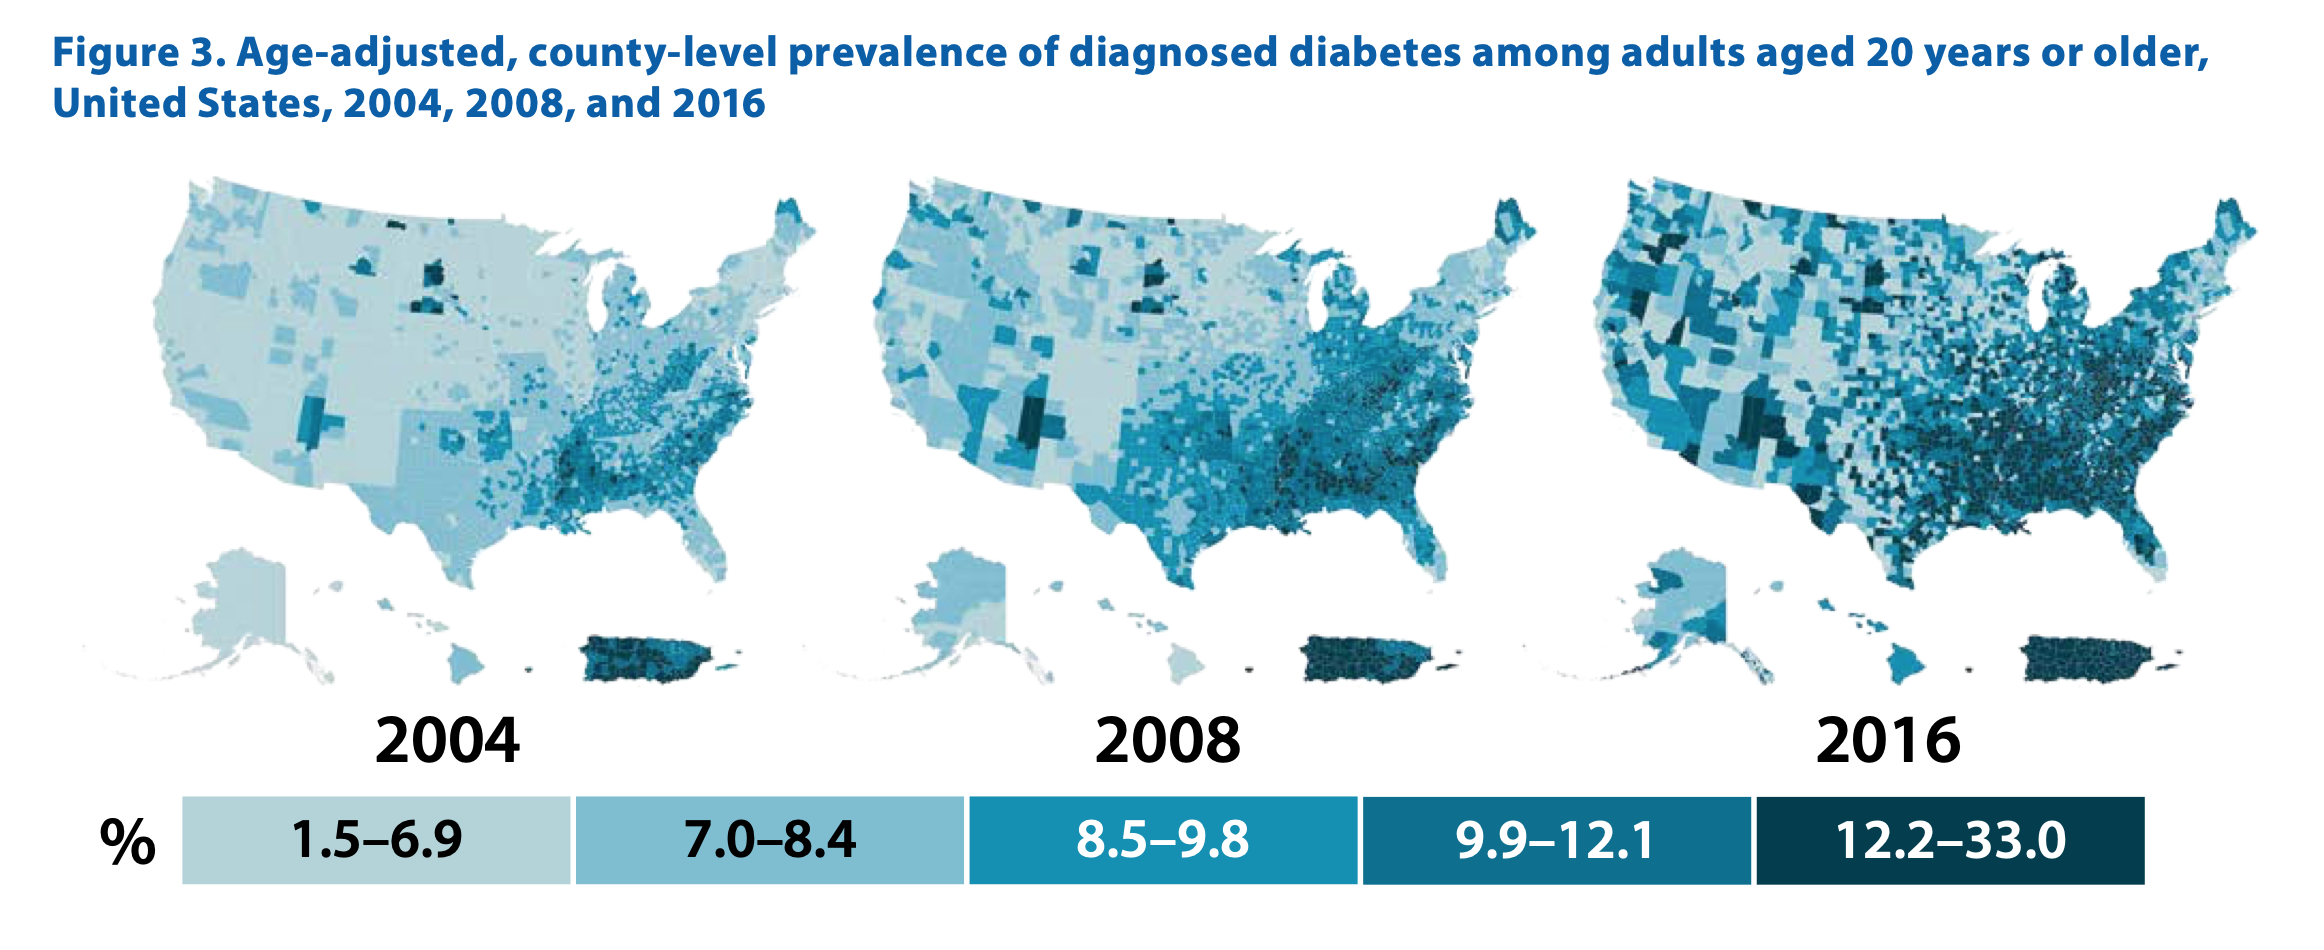 Figure 3. Age-adjusted, county-level prevalence of diagnosed diabetes among adults aged 20 years or older,
United States, 2004, 2008, and 2016
2004 2008 2016
% 1.5–6.9 7.0–8.4 8.5–9.8 9.9–12.1 12.2–33.0